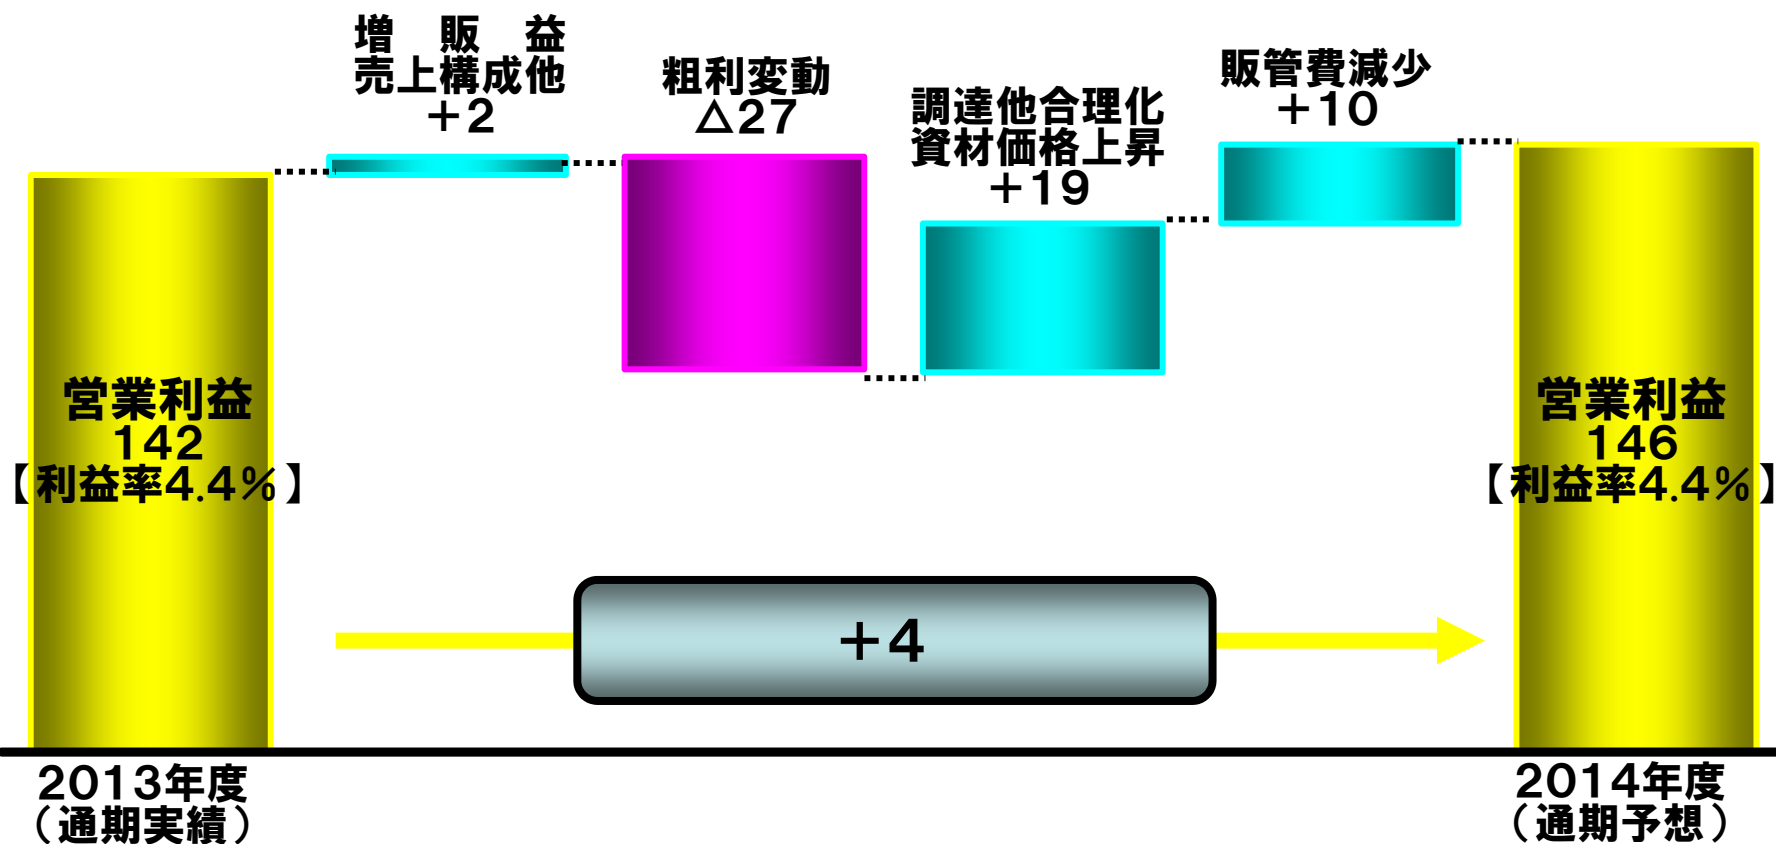 増　販　益
売上構成他
＋2
粗利変動
△27
調達他合理化
資材価格上昇
＋19
販管費減少
＋10
営業利益
142
【利益率4.4％】
営業利益
146
【利益率4.4％】
＋4
2013年度
（通期実績）
2014年度
（通期予想）